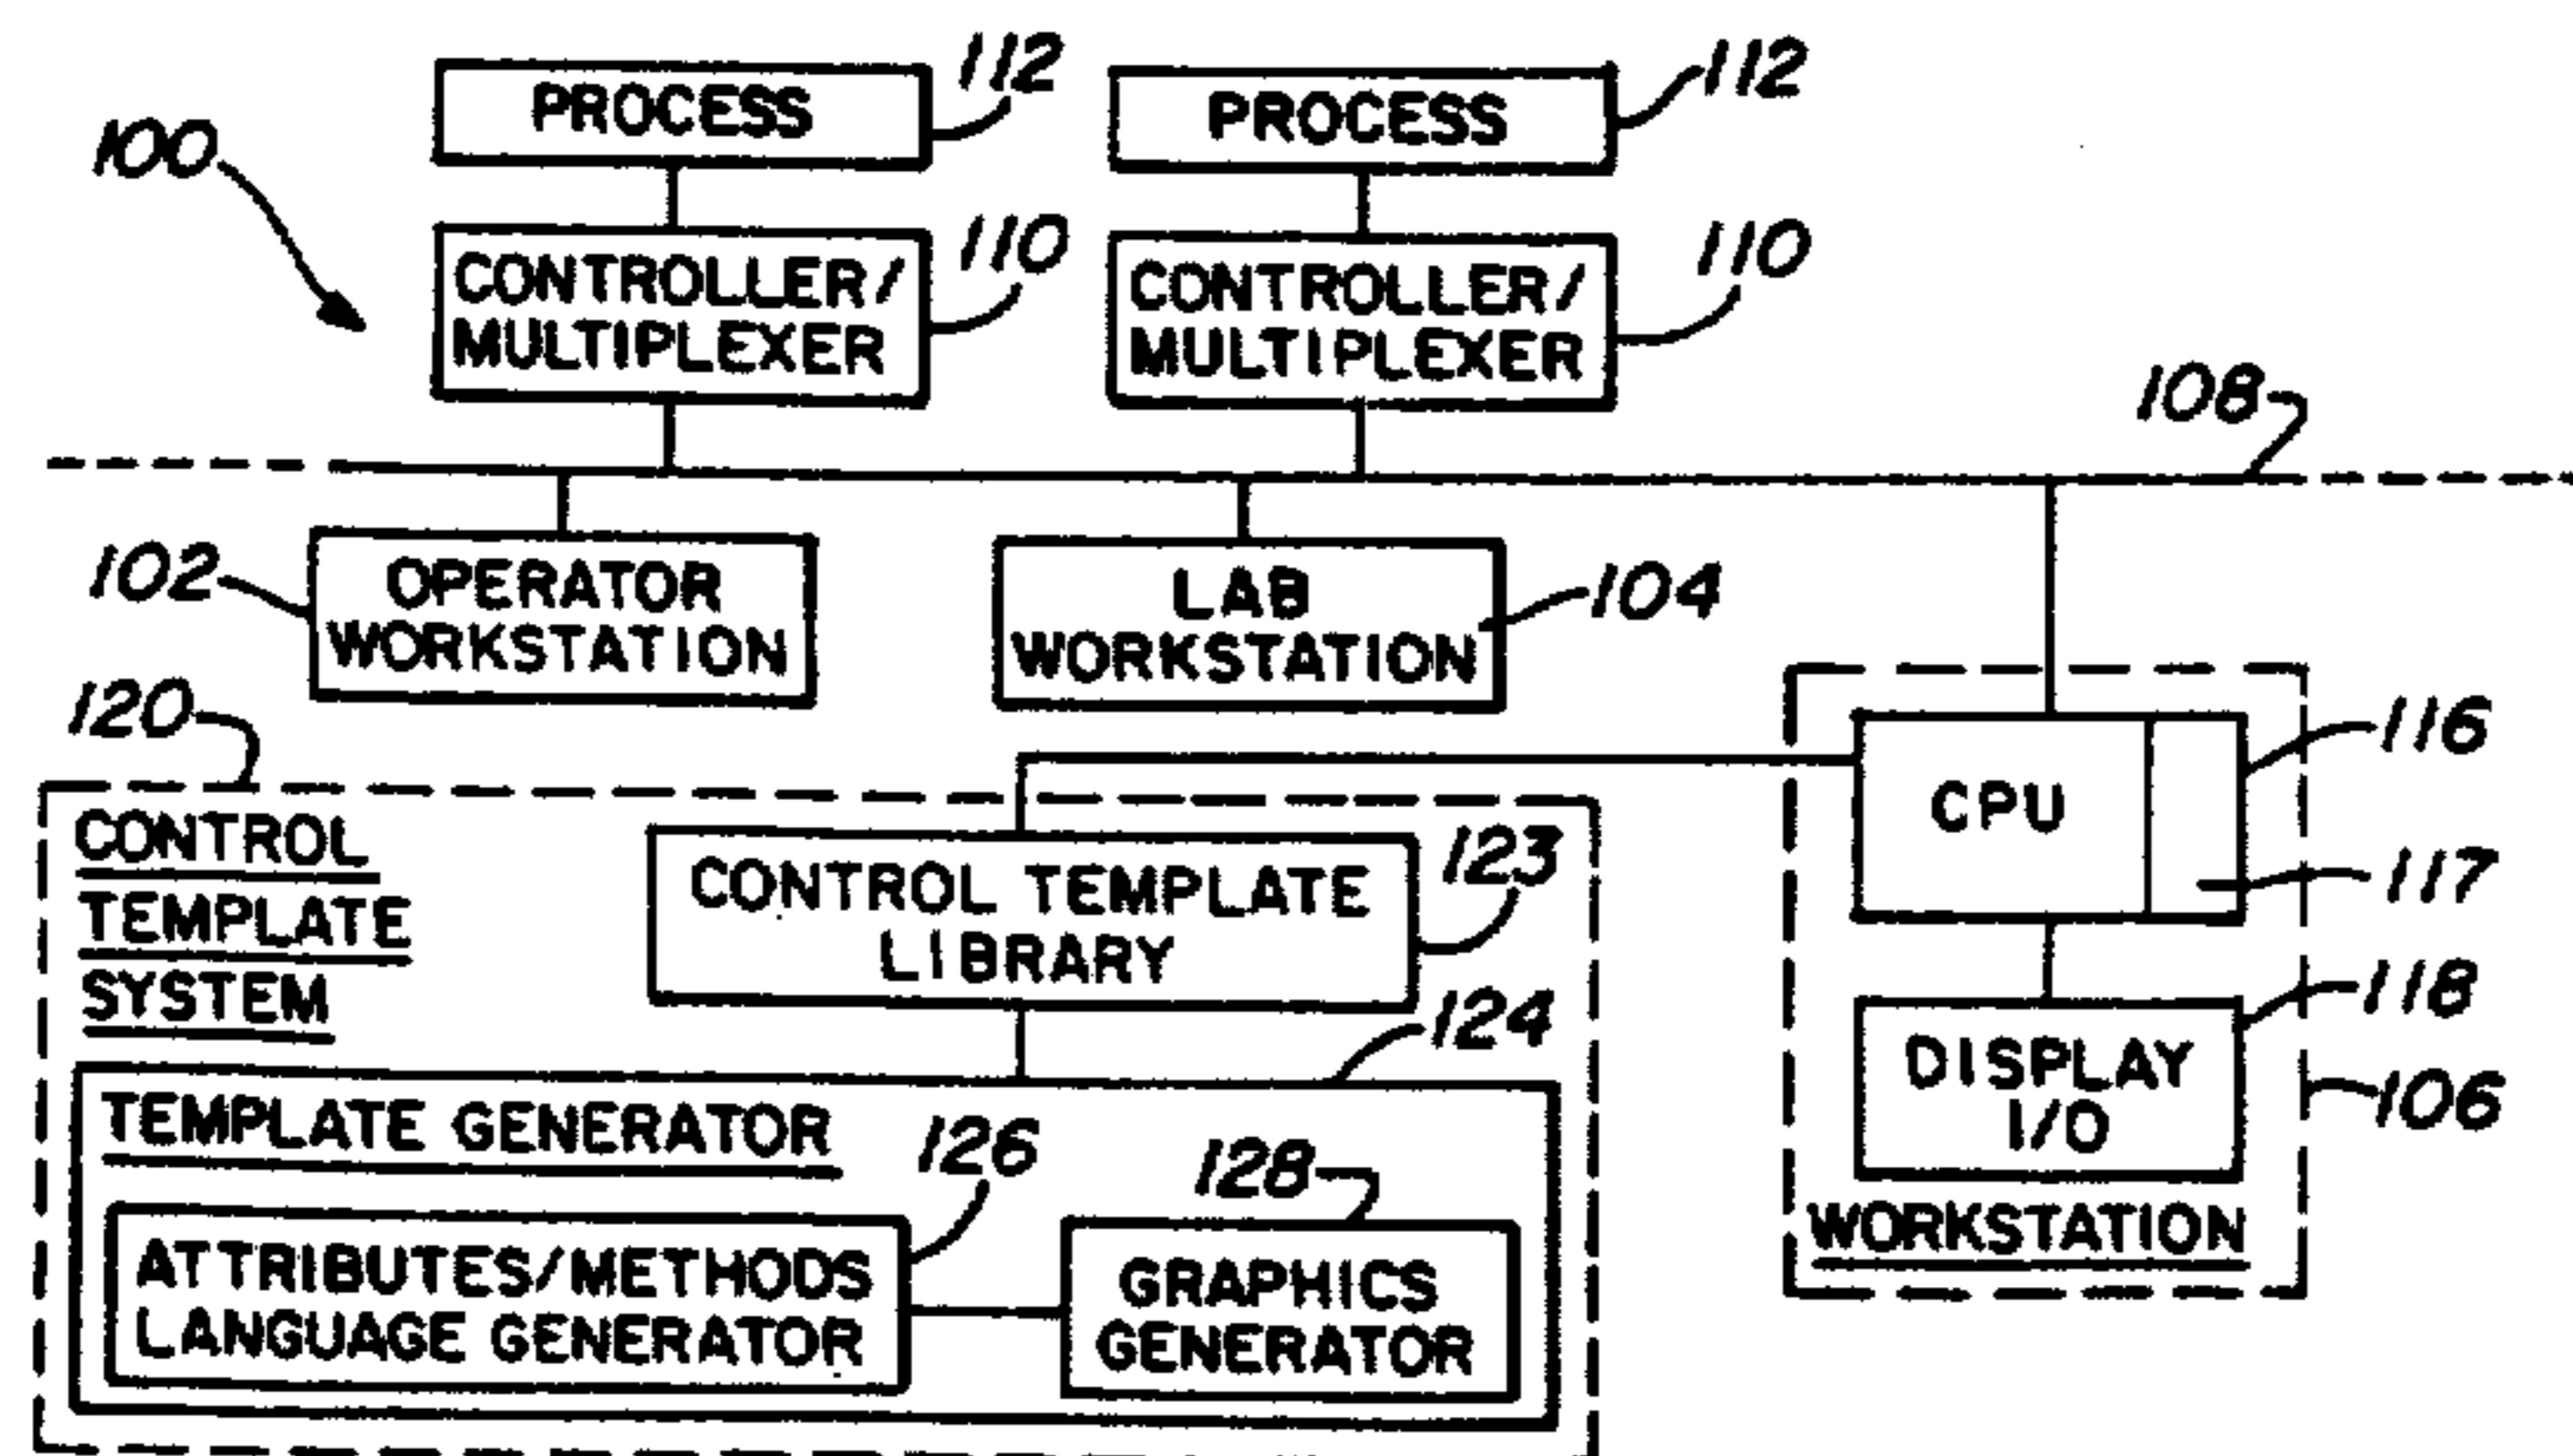 PROCESS
112
PROCESS
112
100
CONTROLLER/
MULTIPLEXER
110
CONTROLLER/
MULTIPLEXER
110
108
102
OPERATOR
WORKSTATION
LAB
WORKSTATION
104
120
CONTROL
TEMPLATE
SYSTEM
CONTROL TEMPLATE
LIBRARY
123
124
TEMPLATE GENERATOR
126
128
ATTRIBUTES/METHODS
LANGUAGE GENERATOR
GRAPHICS
GENERATOR
CPU
116
117
118
DISPLAY
I/O
106
WORKSTATION